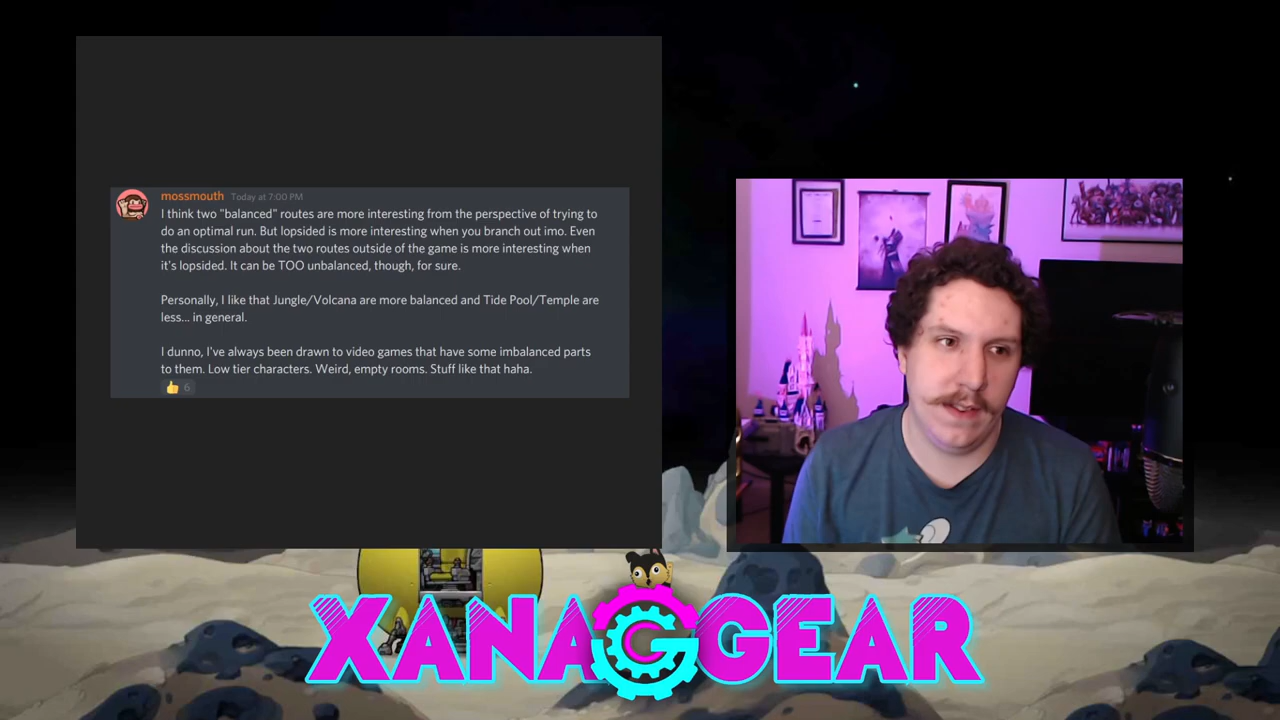 mossmouth Today at 7:00 PM
I think two "balanced" routes are more interesting from the perspective of trying to
do an optimal run. But lopsided is more interesting when you branch out imo. Even
the discussion about the two routes outside of the game is more interesting when
it's lopsided. It can be TOO unbalanced, though, for sure.
Personally, I like that Jungle/Volcana are more balanced and Tide Pool/Temple are
less... in general.
I dunno, I've always been drawn to video games that have some imbalanced parts
to them. Low tier characters. Weird, empty rooms. Stuff like that haha.
6
XANAGGEAR